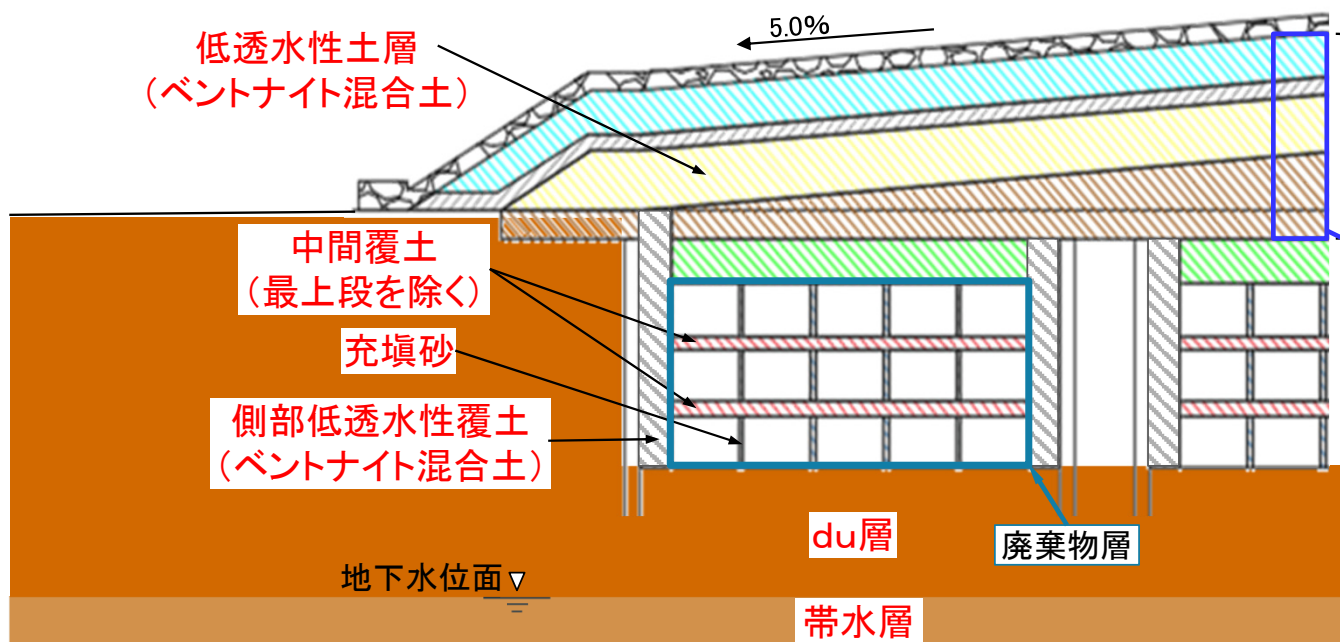 5.0%
低透水性土層
（ベントナイト混合土）
中間覆土
（最上段を除く）
充塡砂
側部低透水性覆土
（ベントナイト混合土）
du層
廃棄物層
地下水位面
帯水層